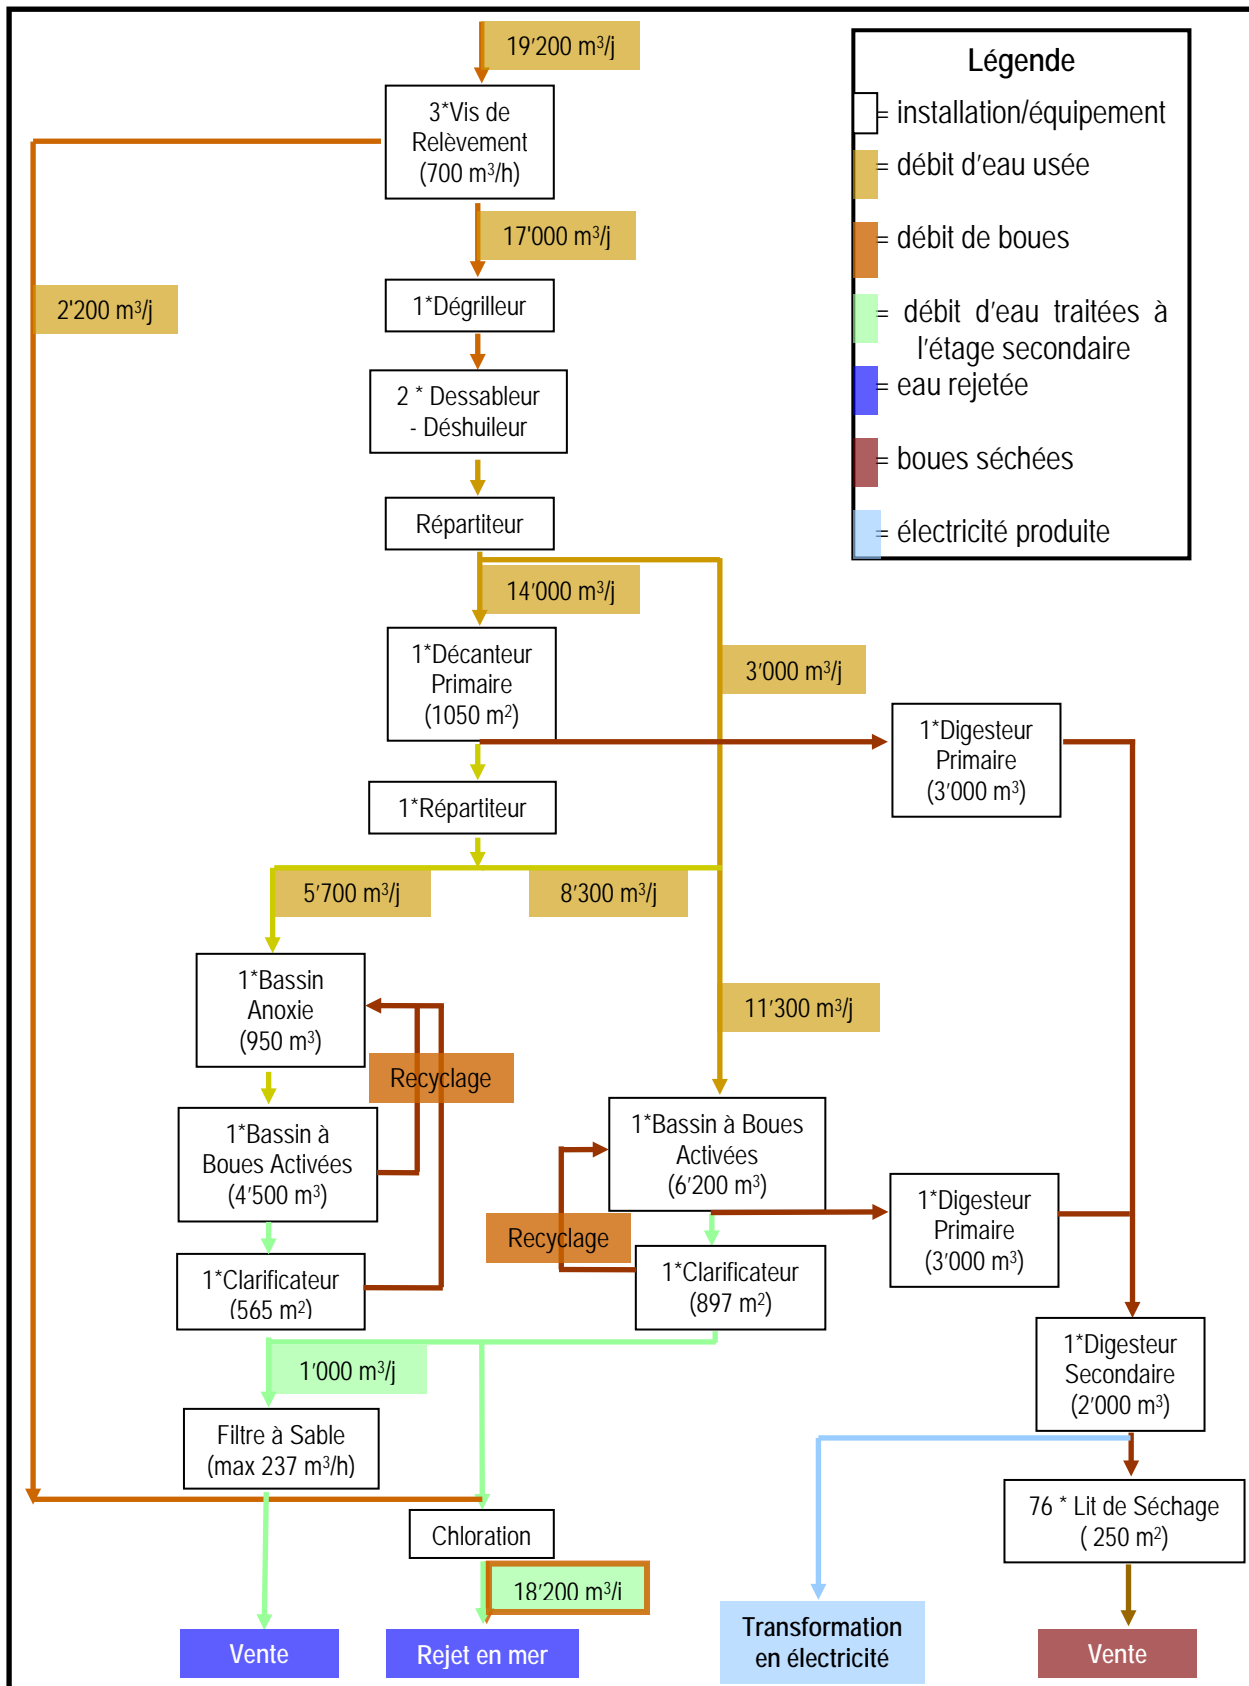 19'200 m³/j
3*Vis de
Relèvement
(700 m³/h)
17'000 m³/j
2'200 m³/j
1*Dégrilleur
2 * Dessableur
- Déshuileur
Répartiteur
14'000 m³/j
3'000 m³/j
1*Décanteur
Primaire
(1050 m²)
1*Digesteur
Primaire
(3'000 m³)
1*Répartiteur
5'700 m³/j
8'300 m³/j
1*Bassin
Anoxie
(950 m³)
11'300 m³/j
Recyclage
1*Bassin à
Boues Activées
(4'500 m³)
1*Bassin à Boues
Activées
(6'200 m³)
1*Digesteur
Primaire
(3'000 m³)
Recyclage
1*Clarificateur
(565 m²)
1*Clarificateur
(897 m²)
1*Digesteur
Secondaire
(2'000 m³)
1'000 m³/j
Filtre à Sable
(max 237 m³/h)
76 * Lit de Séchage
( 250 m²)
Chloration
18'200 m³/j
Vente
Rejet en mer
Transformation
en électricité
Vente
Légende
= installation/équipement
= débit d'eau usée
= débit de boues
= débit d'eau traitées à
l'étage secondaire
= eau rejetée
= boues séchées
= électricité produite